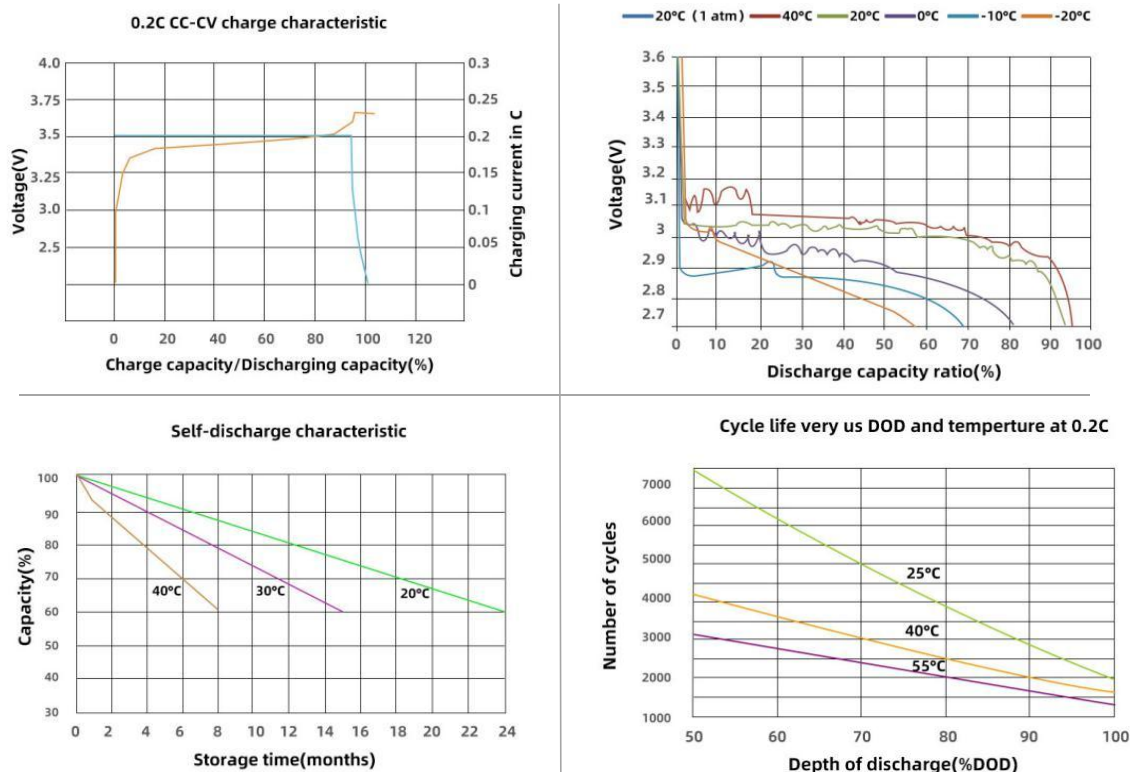 0.2C CC-CV charge characteristic
4.0
3.75
3.5
3.25
3.0
2.5
Voltage(V)
0.3
0.25
0.2
0.15
0.1
0.05
0
Charging current in C
0 20 40 60 80 100 120
Charge capacity/Discharging capacity(%)
20°C (1 atm) 40°C 20°C 0°C -10°C -20°C
3.6
3.5
3.4
3.3
3.2
3.1
3
2.9
2.8
2.7
Voltage(V)
0 10 20 30 40 50 60 70 80 90 100
Discharge capacity ratio(%)
Self-discharge characteristic
100
90
80
70
60
50
40
30
Capacity(%)
40°C 30°C 20°C
0 2 4 6 8 10 12 14 16 18 20 22 24
Storage time(months)
Cycle life very us DOD and temperture at 0.2C
7000
6000
5000
4000
3000
2000
1000
Number of cycles
25°C
40°C
55°C
50 60 70 80 90 100
Depth of discharge(%DOD)